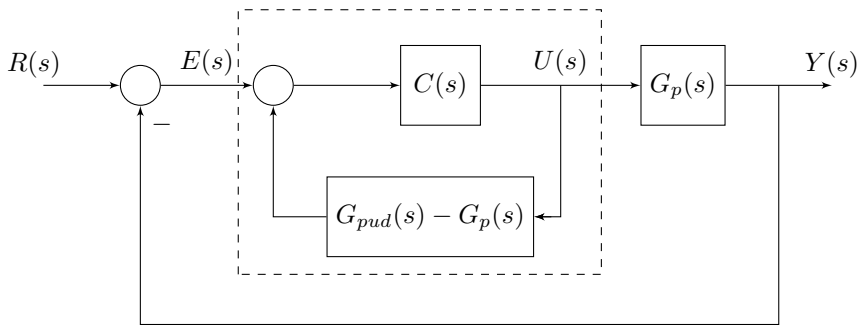 R(s)
E(s)
C(s)
U(s)
G_p(s)
Y(s)
−
G_{pud}(s) − G_p(s)